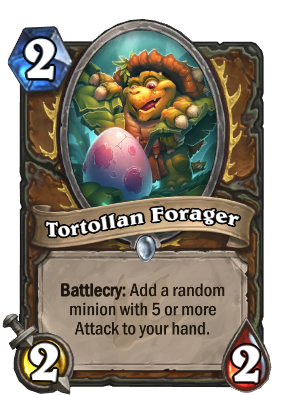 2
Tortollan Forager
Battlecry: Add a random
minion with 5 or more
Attack to your hand.
2
2